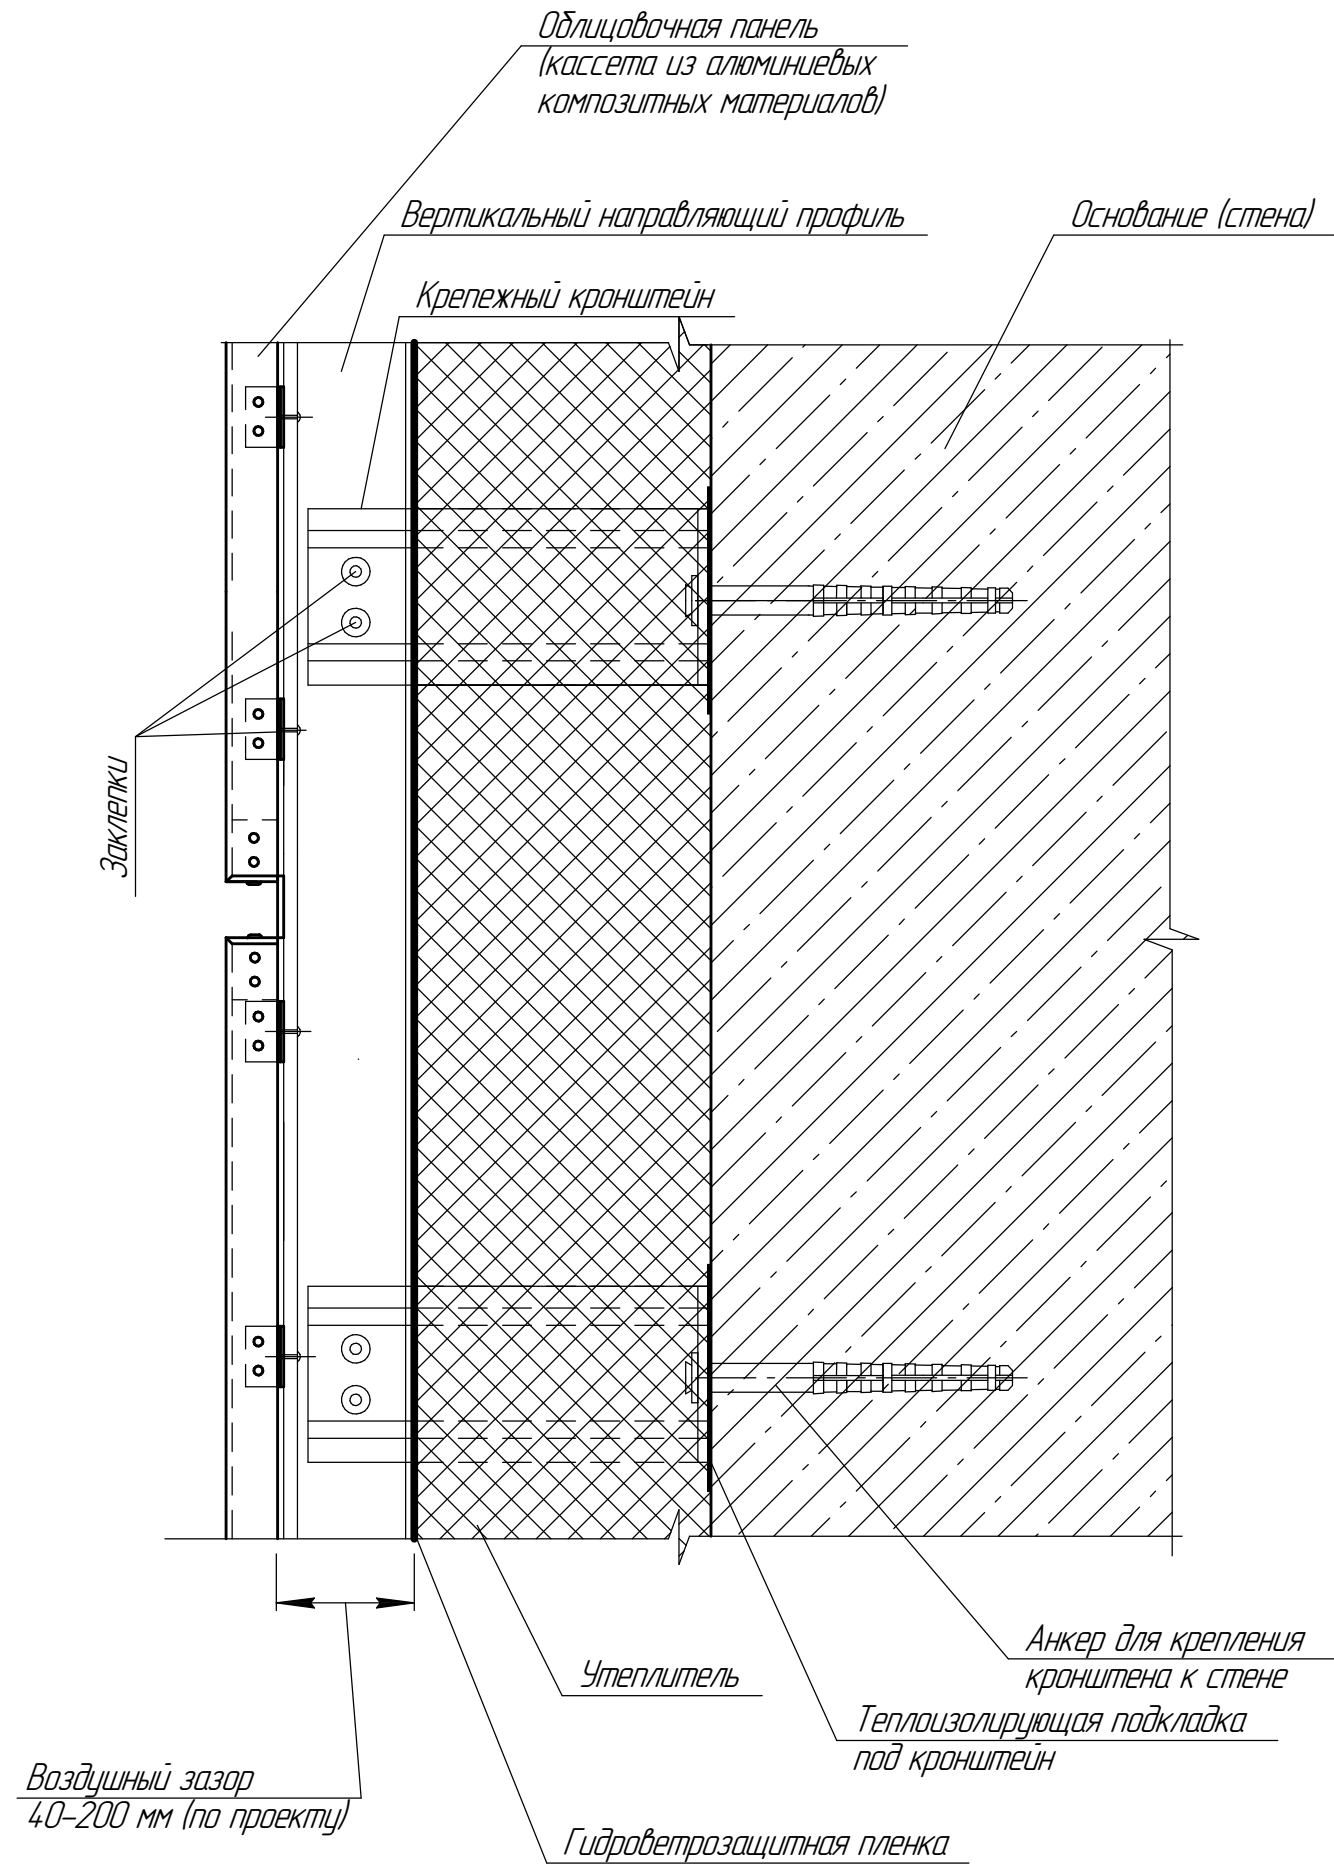 Облицовочная панель
(кассета из алюминиевых
композитных материалов)
Вертикальный направляющий профиль
Основание (стена)
Крепежный кронштейн
Заклепки
Анкер для крепления
кронштена к стене
Утеплитель
Теплоизолирующая подкладка
под кронштейн
Воздушный зазор
40-200 мм (по проекту)
Гидроветрозащитная пленка